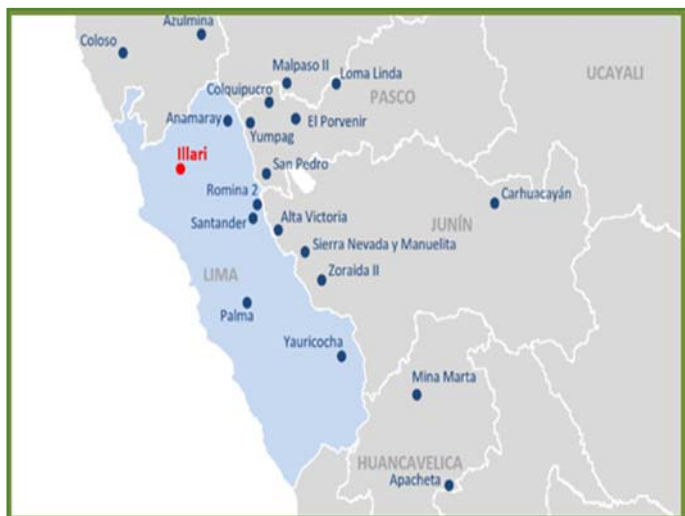 Azulmina
Coloso
Malpaso II
Loma Linda
UCAYALI
Colquipucro
PASCO
Anamaray
Yumpag
El Porvenir
Illari
San Pedro
Romina 2
Carhuacayán
Santander
Alta Victoria
JUNÍN
Sierra Nevada y Manuelita
LIMA
Zoraida II
Palma
Yauricocha
Mina Marta
HUANCAVELICA
Apacheta